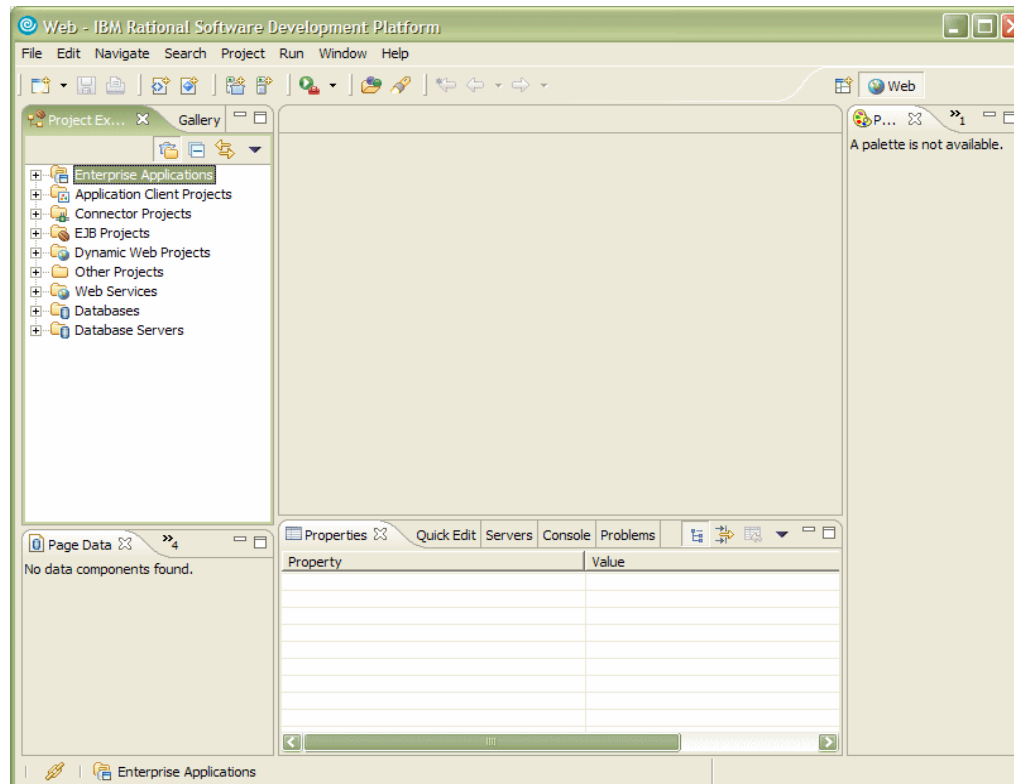 Web - IBM Rational Software Development Platform
File Edit Navigate Search Project Run Window Help
Web
Project Ex... Gallery
P... »1
A palette is not available.
Enterprise Applications
Application Client Projects
Connector Projects
EJB Projects
Dynamic Web Projects
Other Projects
Web Services
Databases
Database Servers
Page Data »4
No data components found.
Properties Quick Edit Servers Console Problems
Property Value
Enterprise Applications